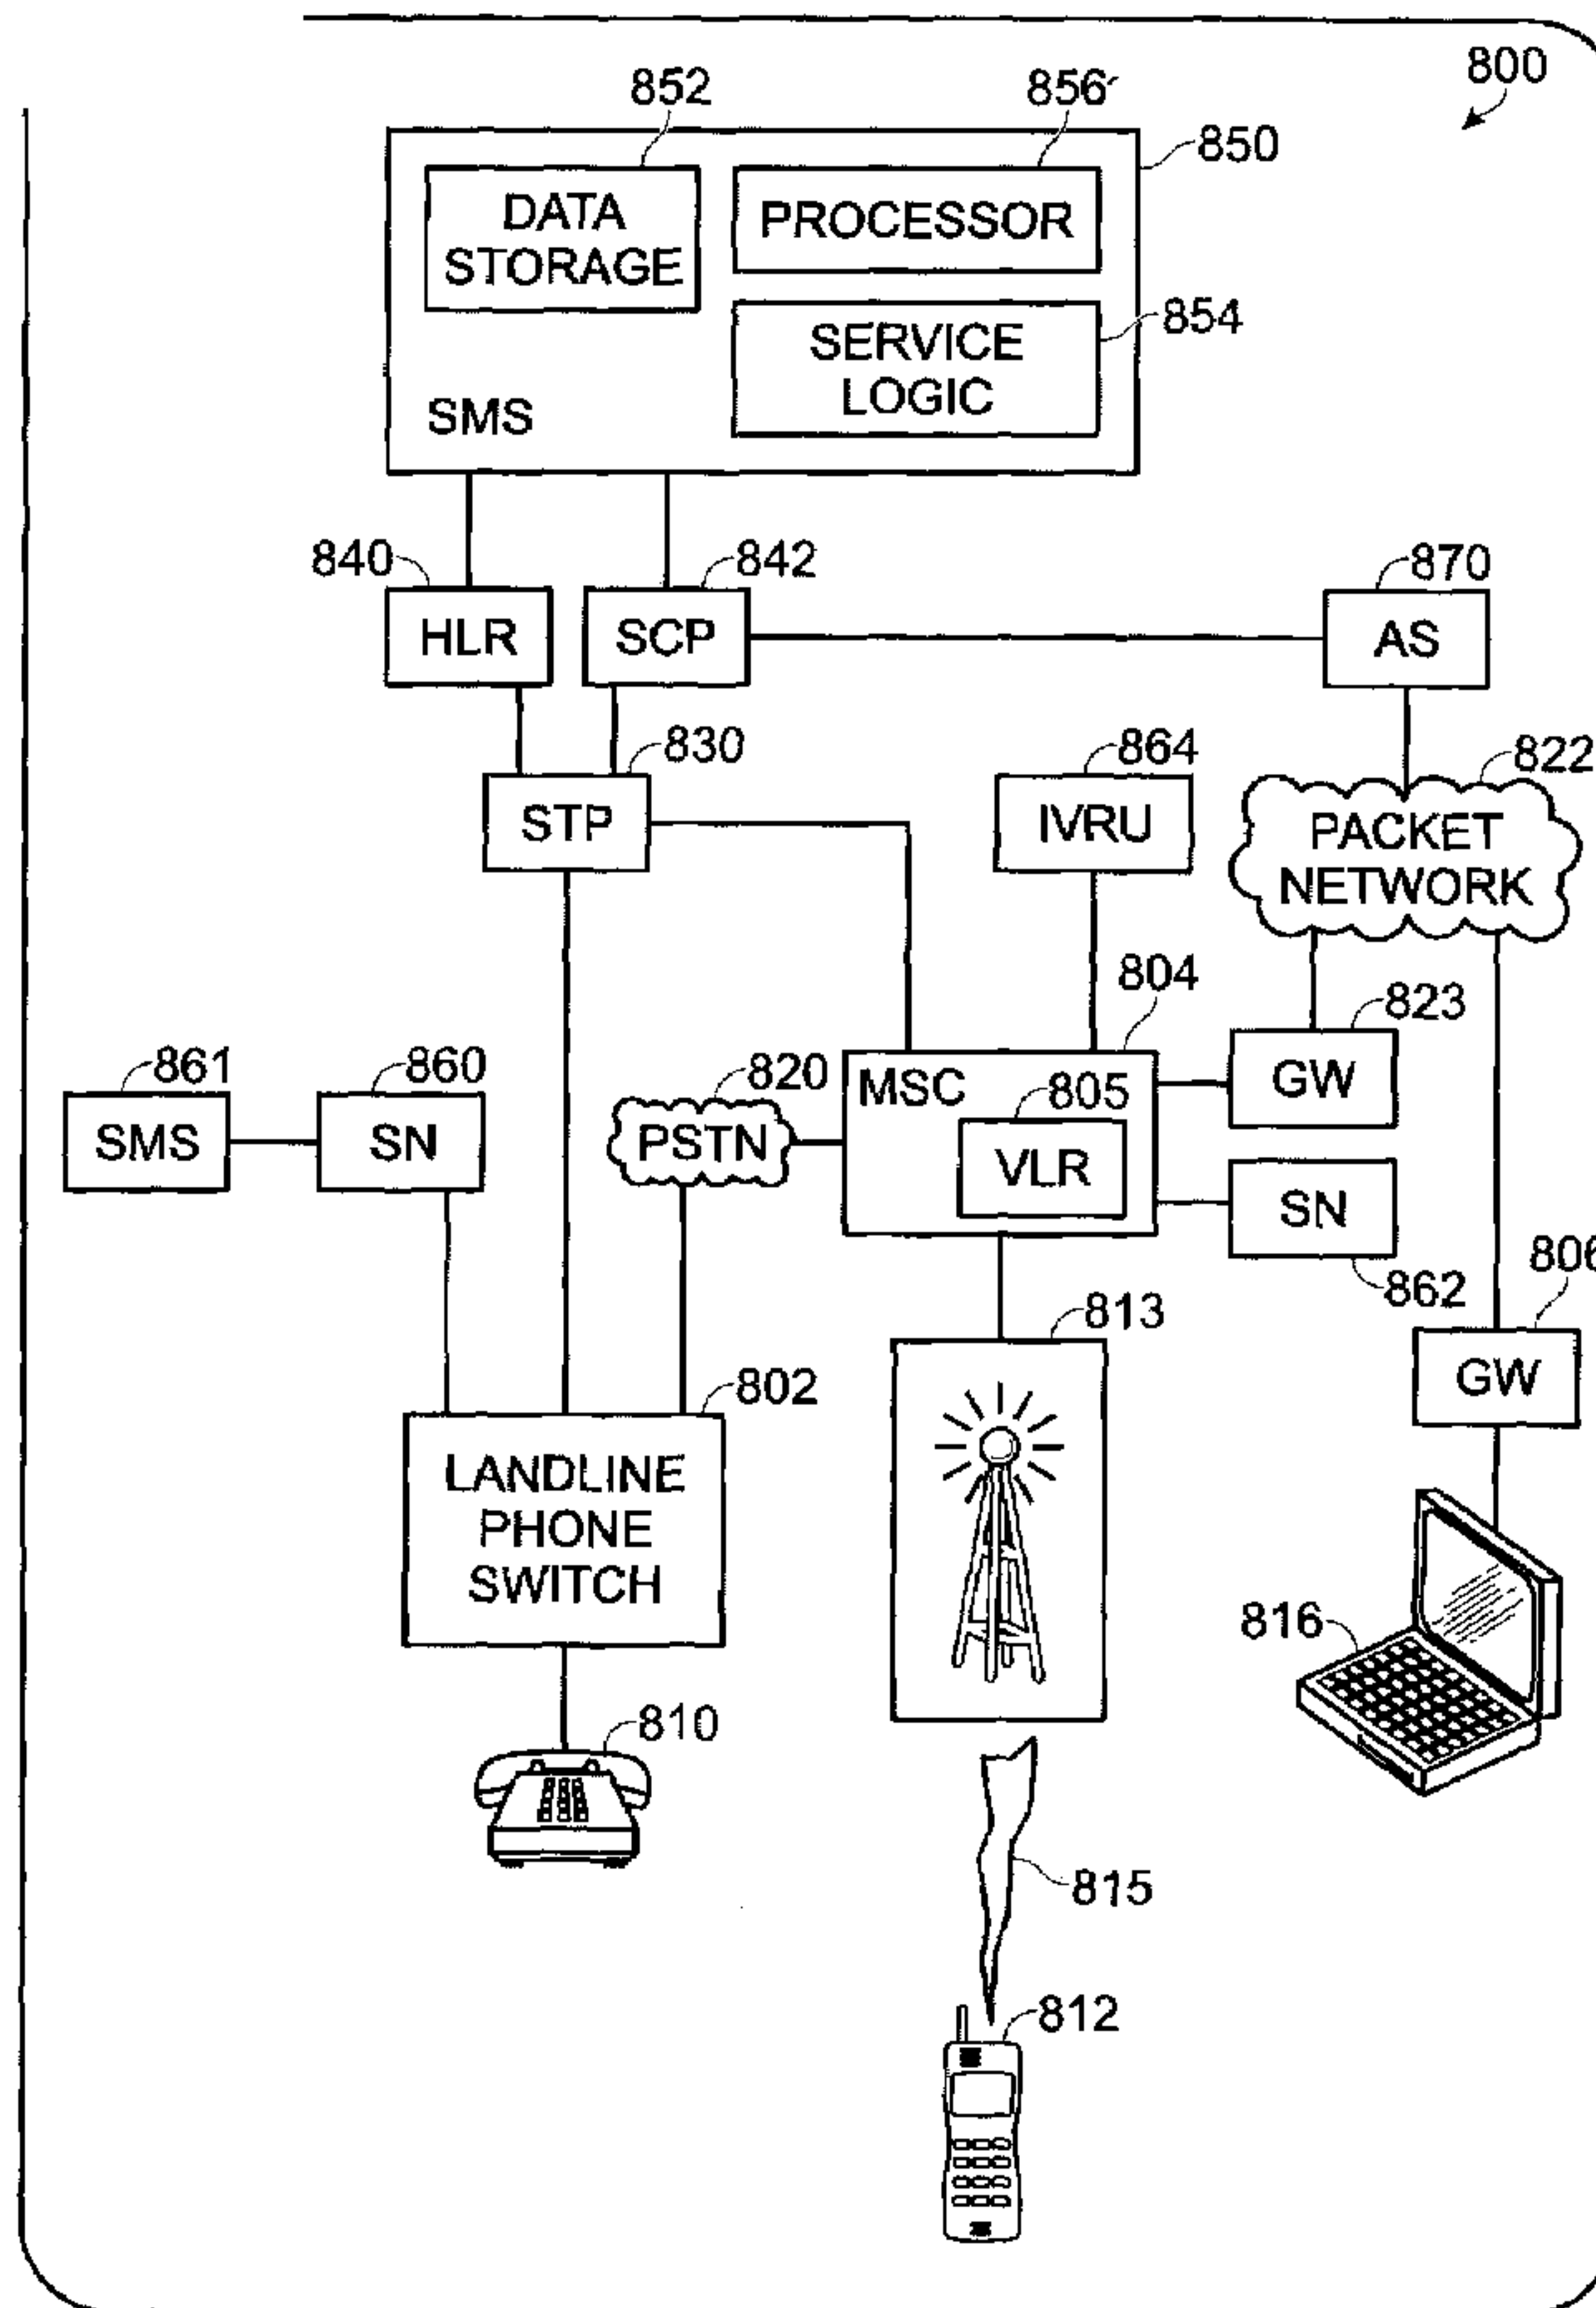 800
852
856
850
DATA
STORAGE
PROCESSOR
854
SERVICE
LOGIC
SMS
840
842
870
HLR
SCP
AS
830
864
822
STP
IVRU
PACKET
NETWORK
804
823
861
860
820
MSC
805
GW
SMS
SN
PSTN
VLR
SN
862
806
813
802
GW
LANDLINE
PHONE
SWITCH
816
810
815
812